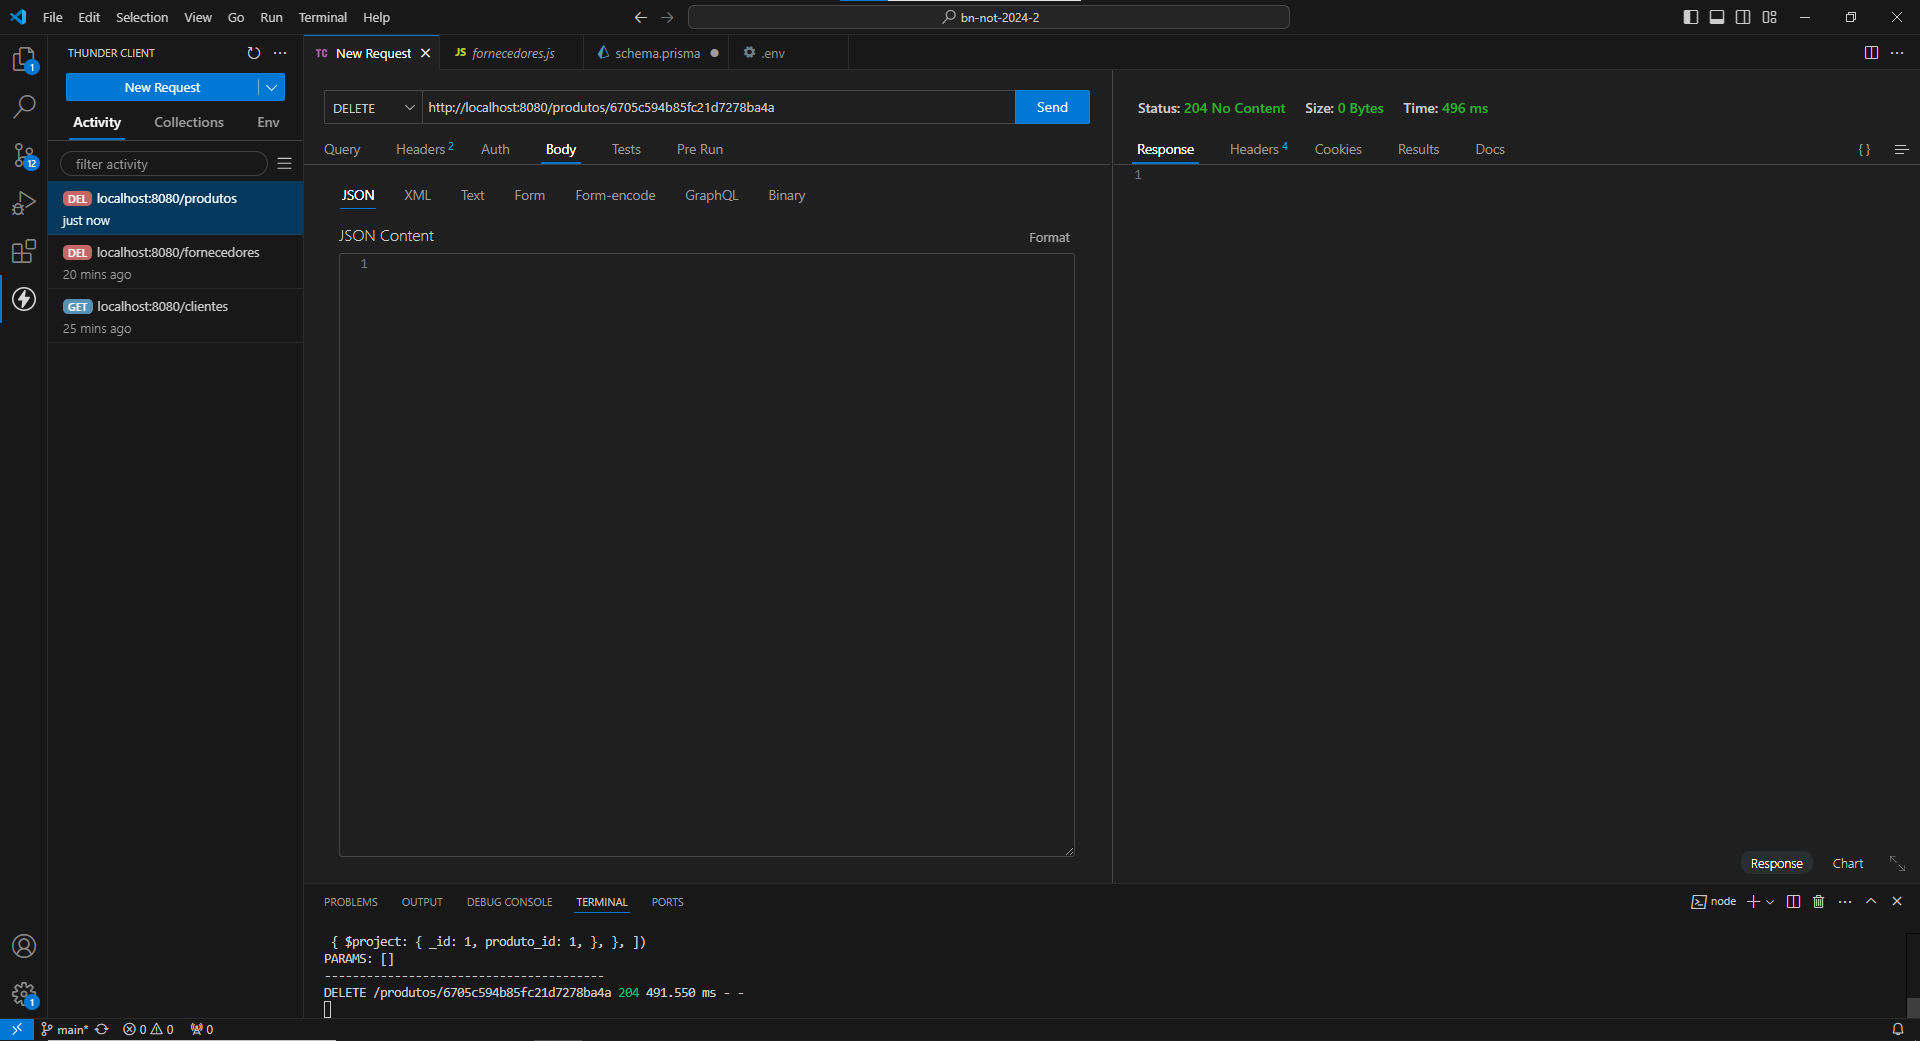 File Edit Selection View Go Run Terminal Help
bn-not-2024-2
THUNDER CLIENT
New Request
Activity Collections Env
filter activity
DEL localhost:8080/produtos
just now
DEL localhost:8080/fornecedores
20 mins ago
GET localhost:8080/clientes
25 mins ago
1
12
1
TC New Request
JS fornecedores.js
schema.prisma
.env
DELETE http://localhost:8080/produtos/6705c594b85fc21d7278ba4a Send
Query Headers 2 Auth Body Tests Pre Run
JSON XML Text Form Form-encode GraphQL Binary
JSON Content Format
1
Status: 204 No Content Size: 0 Bytes Time: 496 ms
Response Headers 4 Cookies Results Docs { }
1
Response Chart
PROBLEMS OUTPUT DEBUG CONSOLE TERMINAL PORTS
node
{ $project: { _id: 1, produto_id: 1, }, }, ])
PARAMS: []
----------------------------------------
DELETE /produtos/6705c594b85fc21d7278ba4a 204 491.550 ms - -
main* 0 0 0